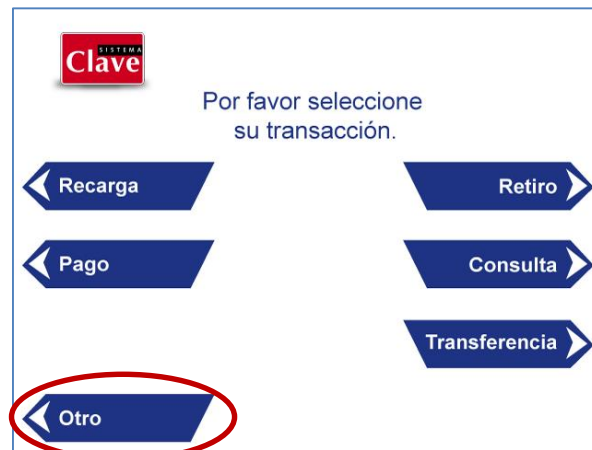 SISTEMA
Clave
Por favor seleccione
su transacción.
Recarga
Retiro
Pago
Consulta
Transferencia
Otro